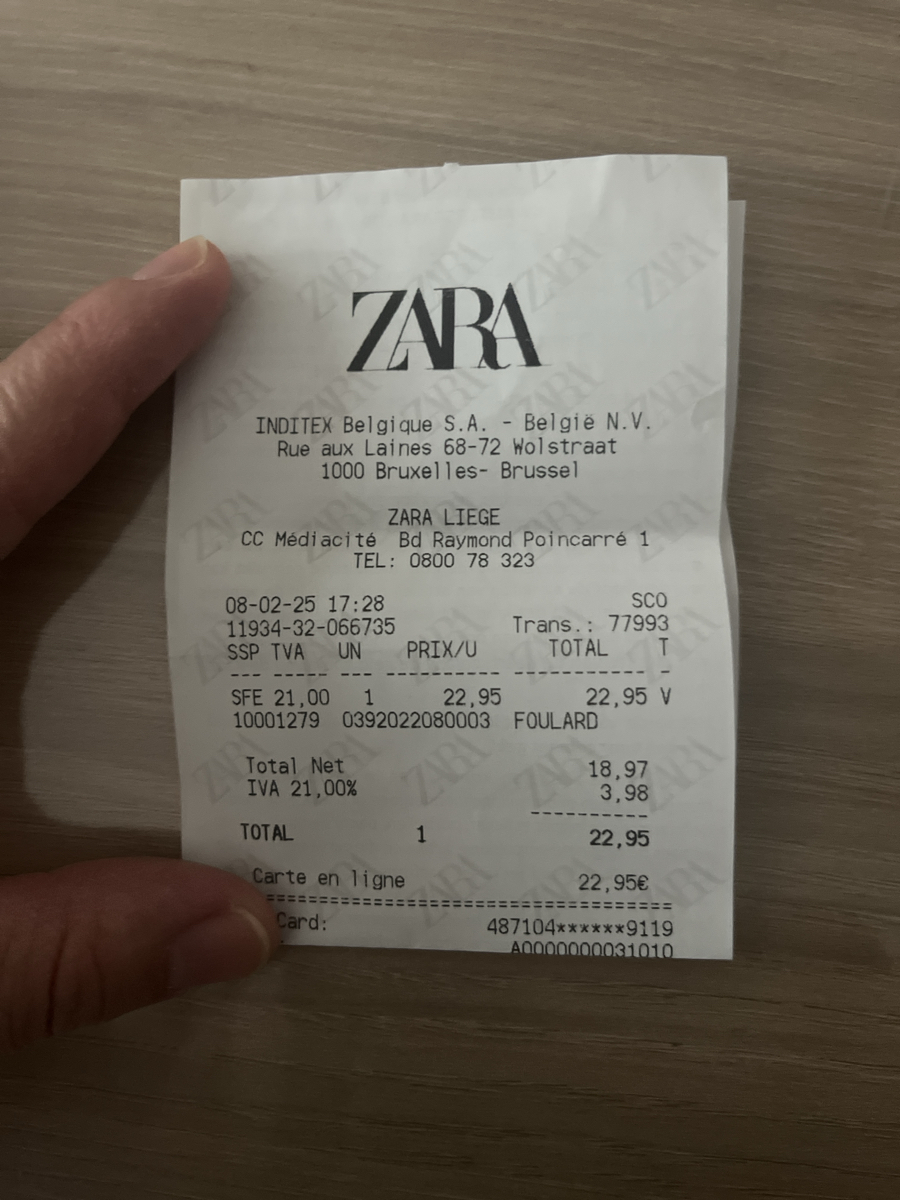 ZARA
INDITEX Belgique S.A. - België N.V.
Rue aux Laines 68-72 Wolstraat
1000 Bruxelles- Brussel
ZARA LIEGE
CC Médiacité Bd Raymond Poincarré 1
TEL: 0800 78 323
08-02-25 17:28 SCO
11934-32-066735 Trans.: 77993
SSP TVA UN PRIX/U TOTAL T
--- ----- --- ---------- ------------ -
SFE 21,00 1 22,95 22,95 V
10001279 0392022080003 FOULARD
Total Net 18,97
IVA 21,00% 3,98
----------
TOTAL 1 22,95
Carte en ligne 22,95€
======================================
Card: 487104******9119
A0000000031010